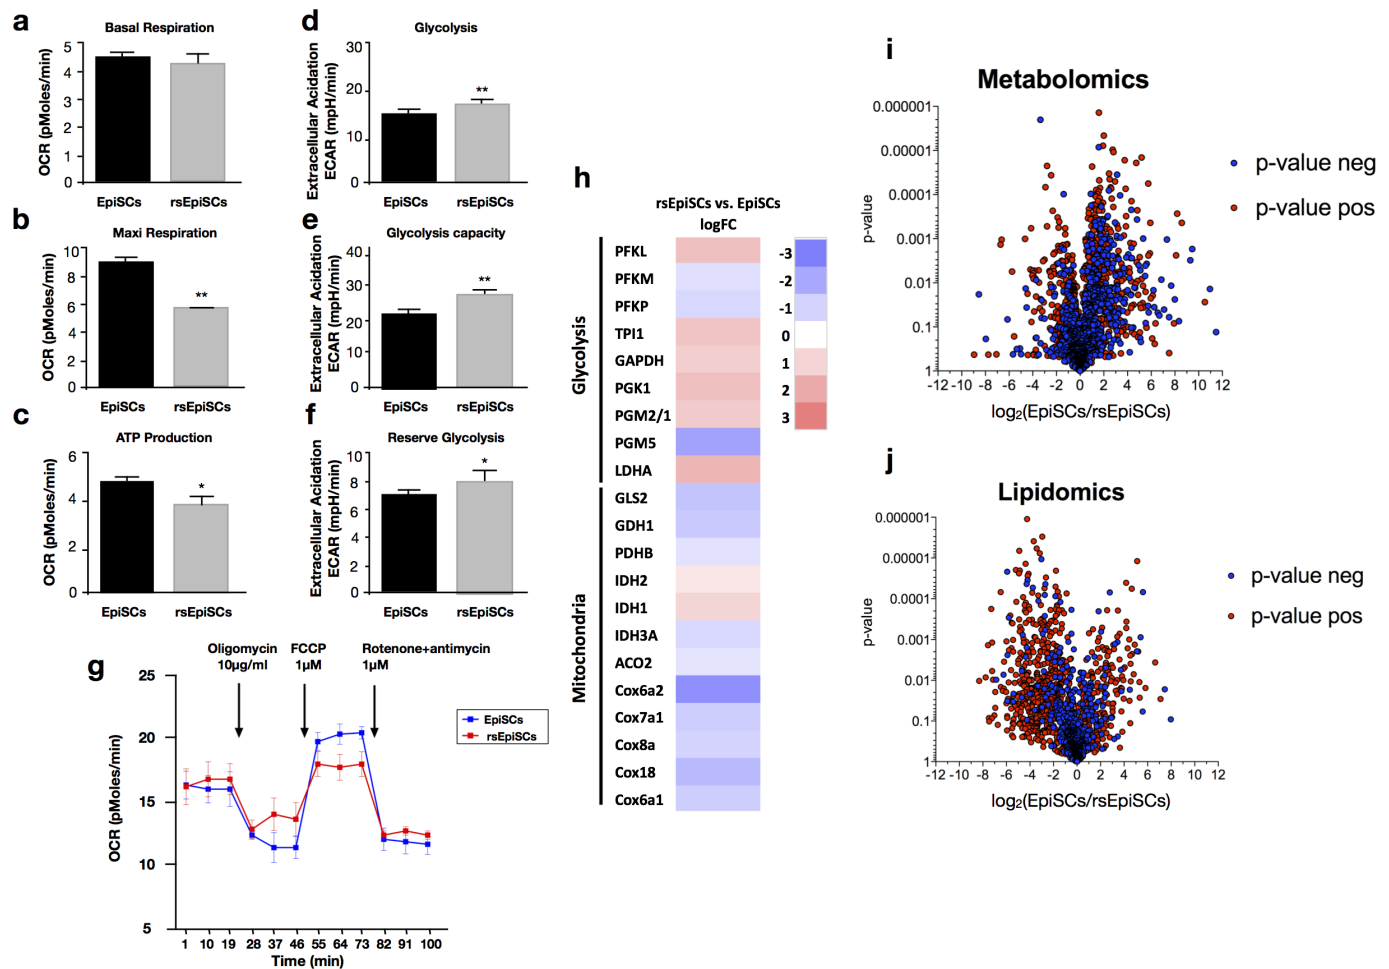 a
Basal Respiration
OCR (pMoles/min)
5
4
3
2
1
0
EpiSCs
rsEpiSCs
b
Maxi Respiration
OCR (pMoles/min)
10
8
6
4
2
0
**
EpiSCs
rsEpiSCs
c
ATP Production
OCR (pMoles/min)
6
4
2
0
*
EpiSCs
rsEpiSCs
d
Glycolysis
Extracellular Acidation
ECAR (mpH/min)
30
20
10
0
**
EpiSCs
rsEpiSCs
e
Glycolysis capacity
Extracellular Acidation
ECAR (mpH/min)
40
30
20
10
0
**
EpiSCs
rsEpiSCs
f
Reserve Glycolysis
Extracellular Acidation
ECAR (mpH/min)
10
8
6
4
2
0
*
EpiSCs
rsEpiSCs
g
Oligomycin
10µg/ml
FCCP
1µM
Rotenone+antimycin
1µM
EpiSCs
rsEpiSCs
OCR (pMoles/min)
25
20
15
10
5
1 10 19 28 37 46 55 64 73 82 91 100
Time (min)
h
rsEpiSCs vs. EpiSCs
logFC
Glycolysis
PFKL
PFKM
PFKP
TPI1
GAPDH
PGK1
PGM2/1
PGM5
LDHA
Mitochondria
GLS2
GDH1
PDHB
IDH2
IDH1
IDH3A
ACO2
Cox6a2
Cox7a1
Cox8a
Cox18
Cox6a1
-3
-2
-1
0
1
2
3
i
Metabolomics
p-value
0.000001
0.00001
0.0001
0.001
0.01
0.1
1
-12 -10 -8 -6 -4 -2 0 2 4 6 8 10 12
log2(EpiSCs/rsEpiSCs)
p-value neg
p-value pos
j
Lipidomics
p-value
0.000001
0.00001
0.0001
0.001
0.01
0.1
1
-12 -10 -8 -6 -4 -2 0 2 4 6 8 10 12
log2(EpiSCs/rsEpiSCs)
p-value neg
p-value pos